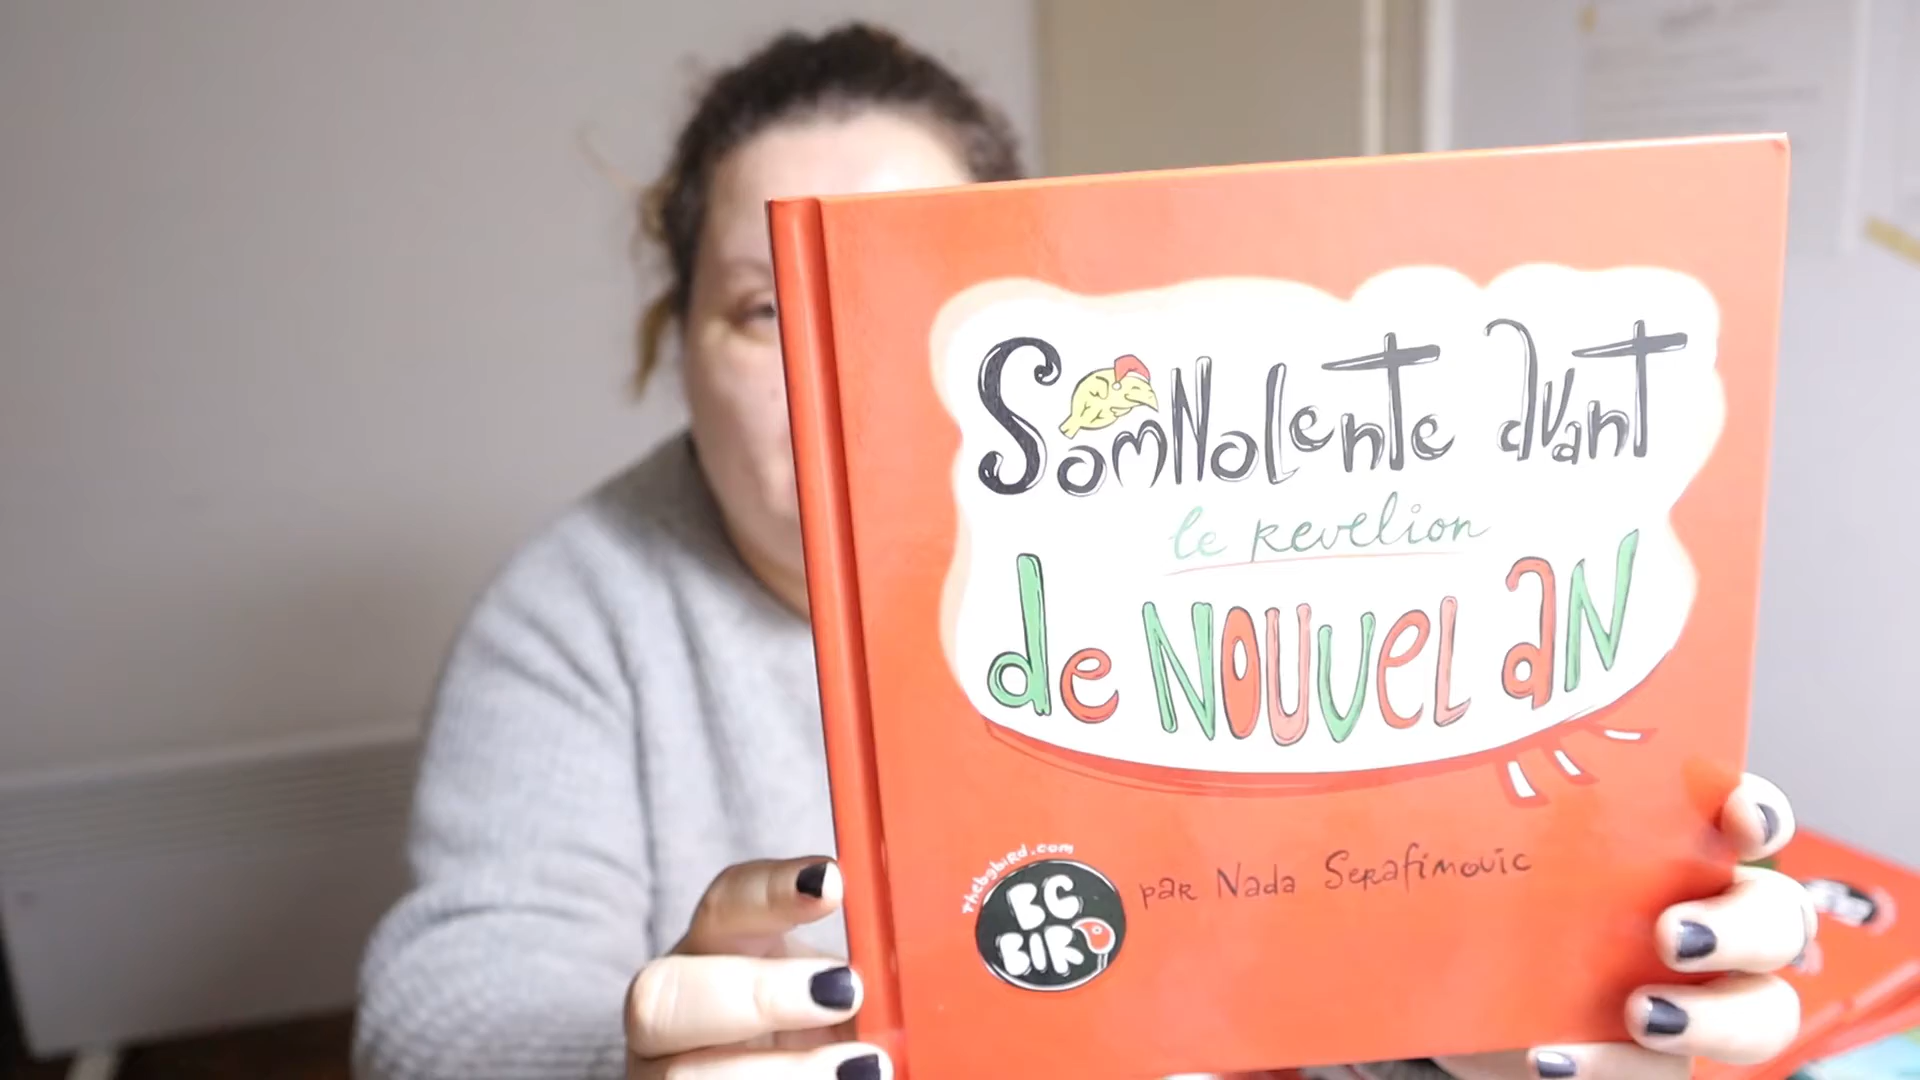 SomNolente avant
le revelion
de NOUVEL aN
Thebgbird.com
BG
BIRD
par Nada Serafimovic